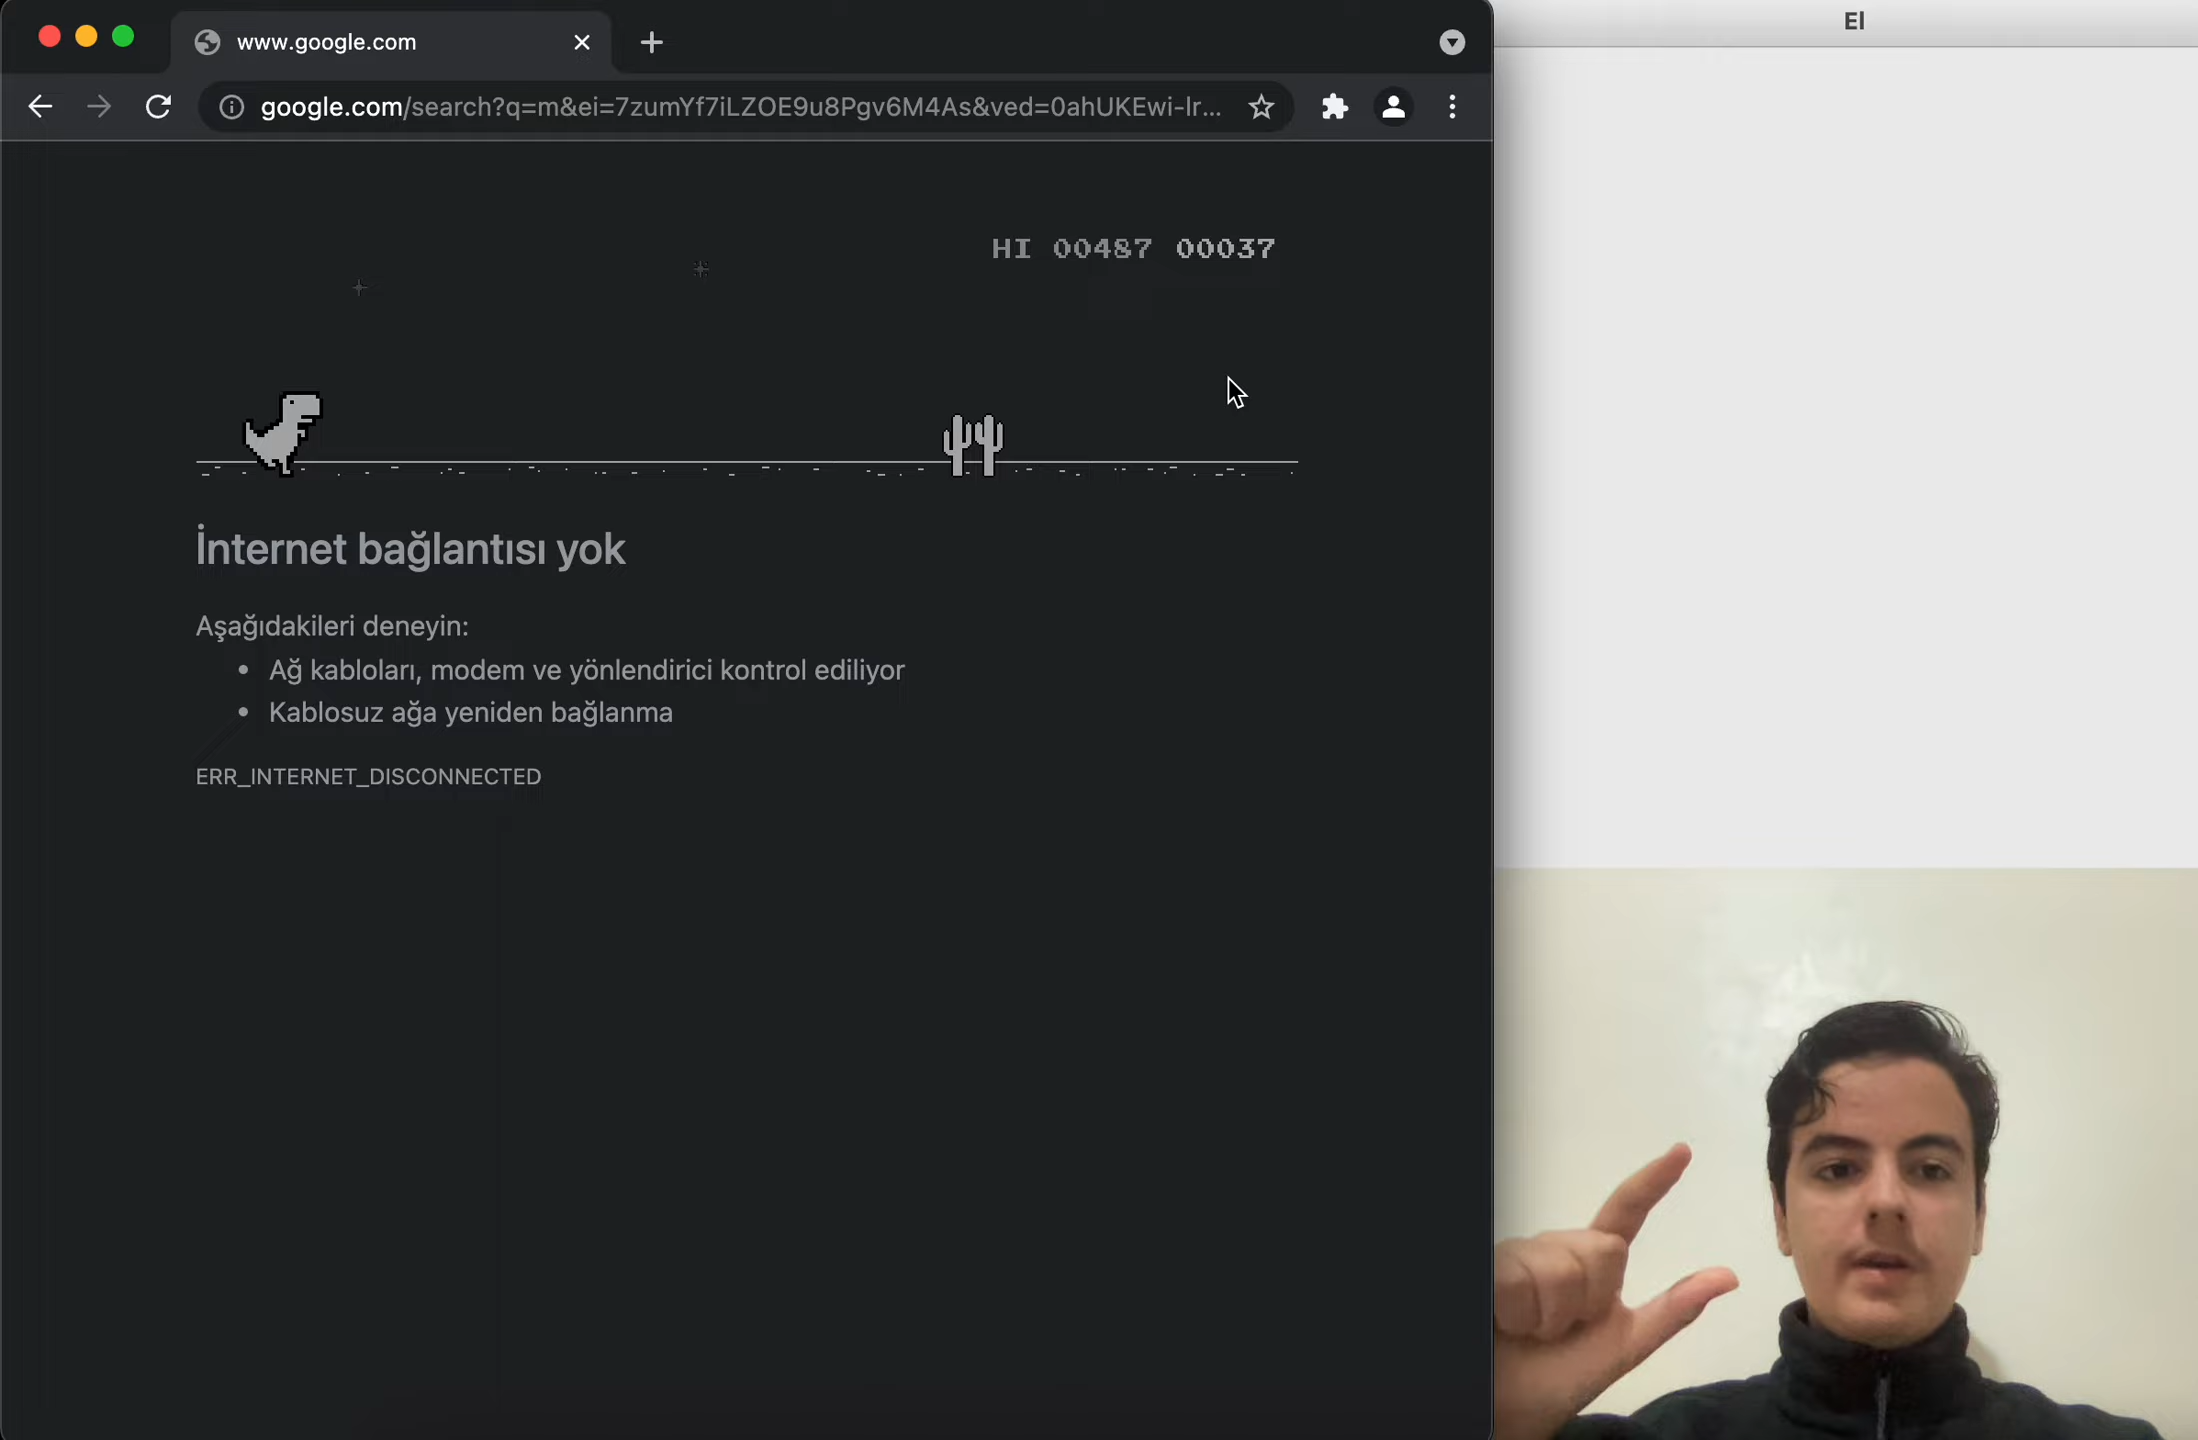 www.google.com
El
google.com/search?q=m&ei=7zumYf7iLZOE9u8Pgv6M4As&ved=0ahUKEwi-lr...
HI 00487 00037
İnternet bağlantısı yok
Aşağıdakileri deneyin:
• Ağ kabloları, modem ve yönlendirici kontrol ediliyor
• Kablosuz ağa yeniden bağlanma
ERR_INTERNET_DISCONNECTED